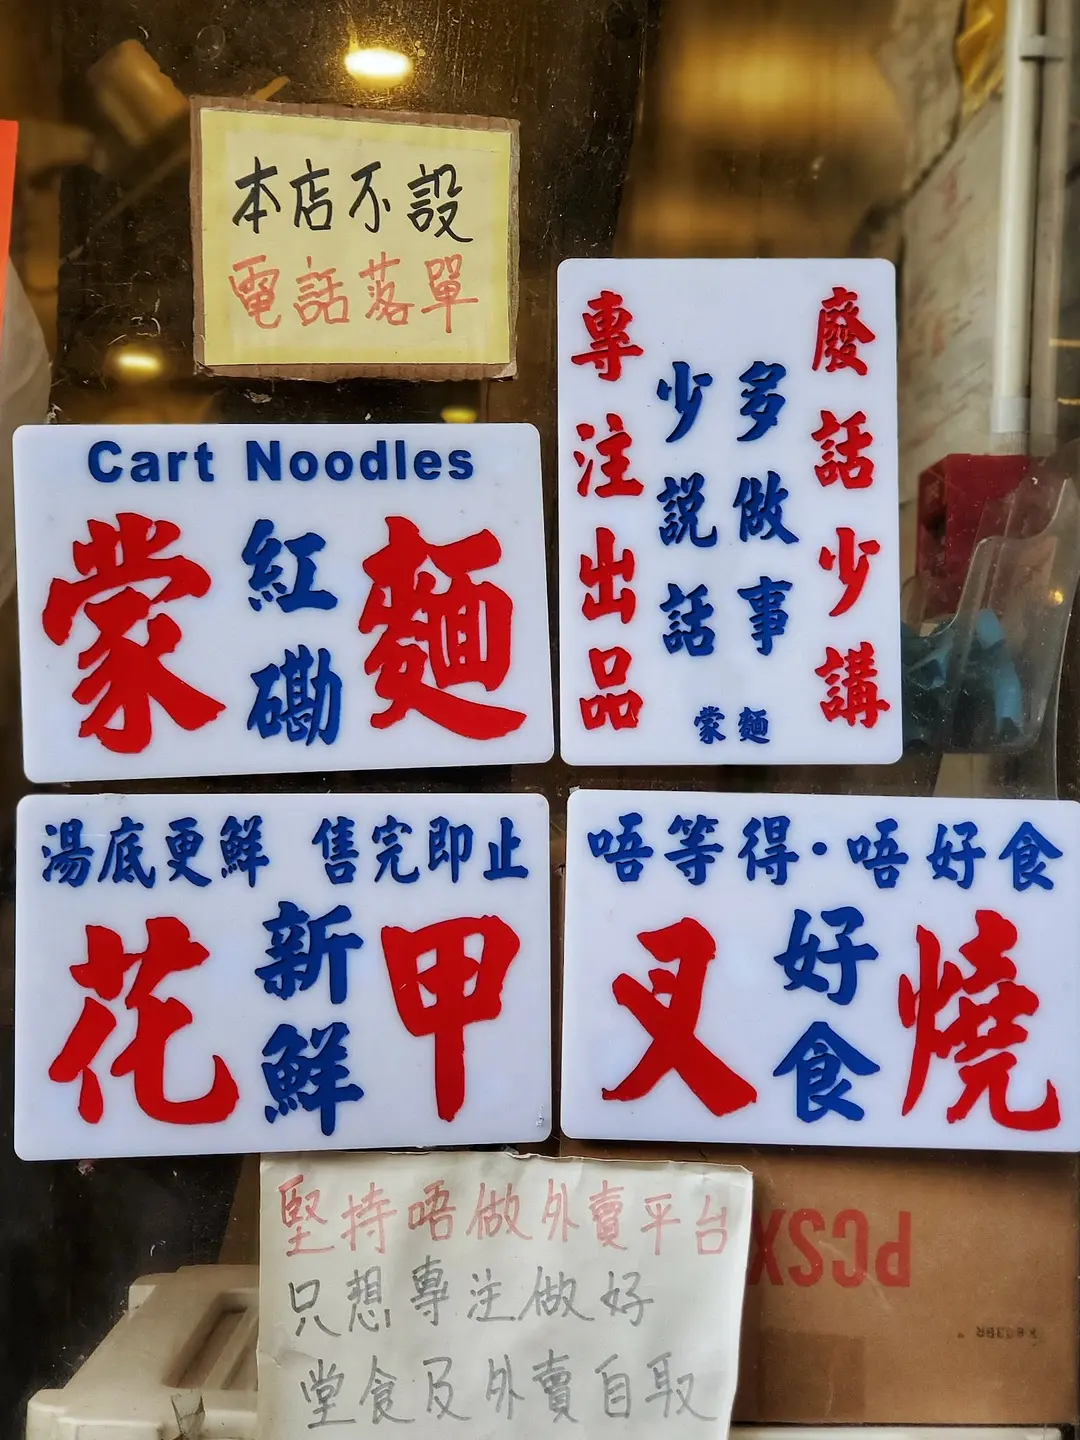 本店不設
電話落單
廢話少講
多做事
少説話
專注出品
蒙麵
Cart Noodles
蒙紅磡麵
湯底更鮮 售完即止
花新鮮甲
唔等得·唔好食
叉好食燒
堅持唔做外賣平台
只想專注做好
堂食及外賣自取
PCSX